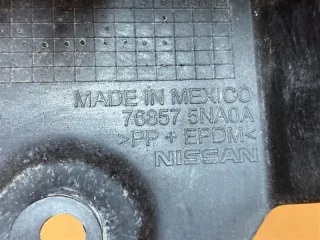 MADE IN MEXICO
76857 5NA0A
>PP + EPDM<
NISSAN